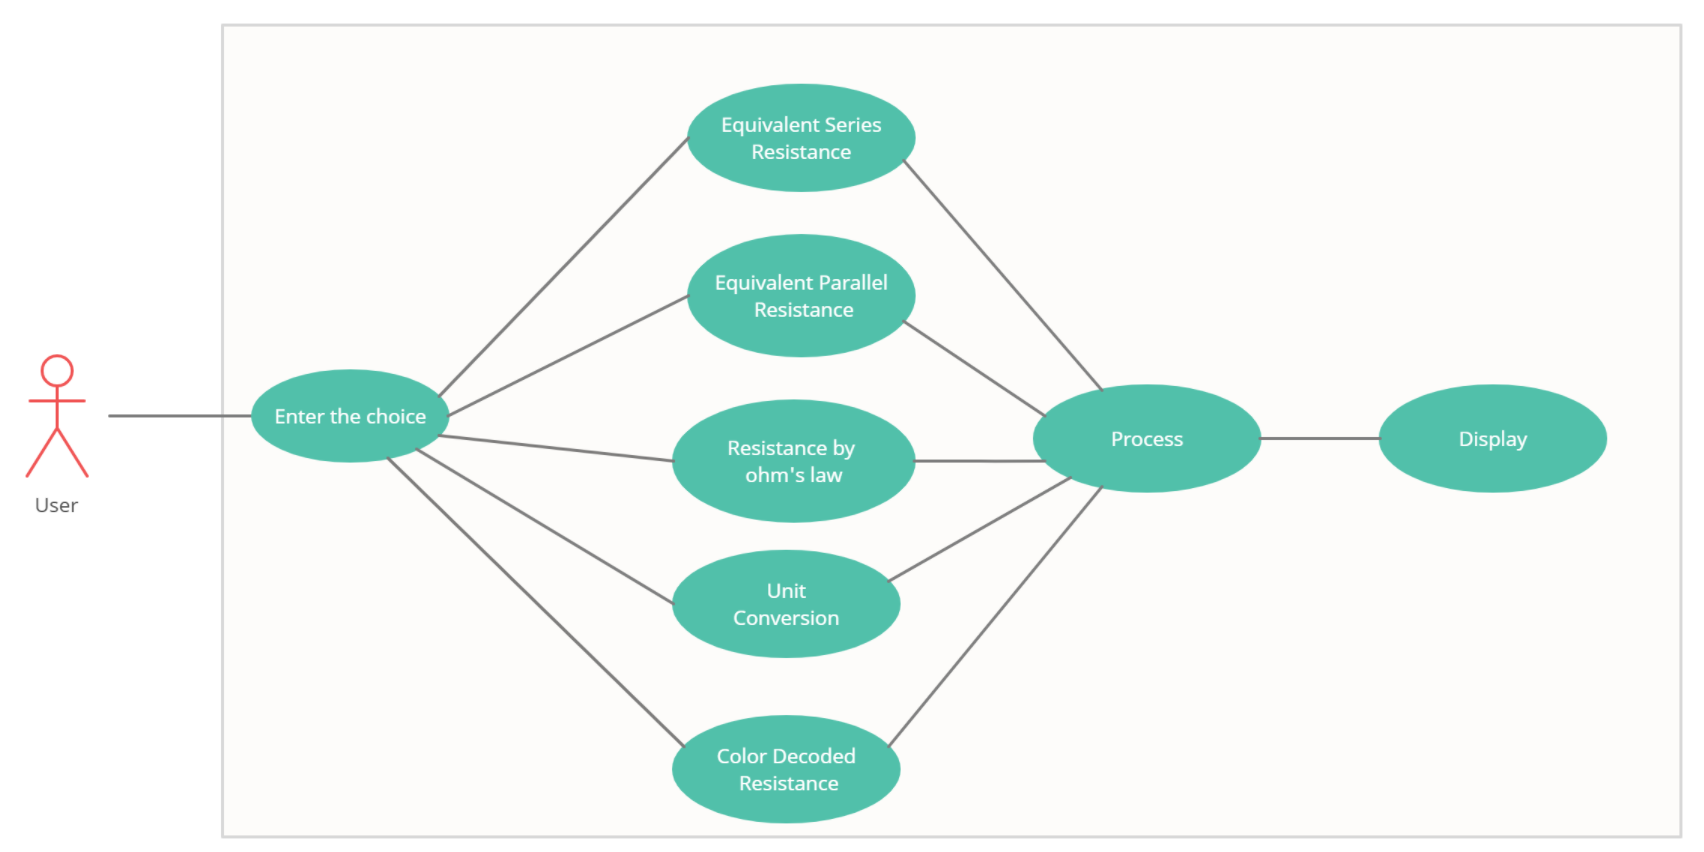 Equivalent Series
Resistance
Equivalent Parallel
Resistance
Enter the choice
Resistance by
ohm's law
Process
Display
User
Unit
Conversion
Color Decoded
Resistance